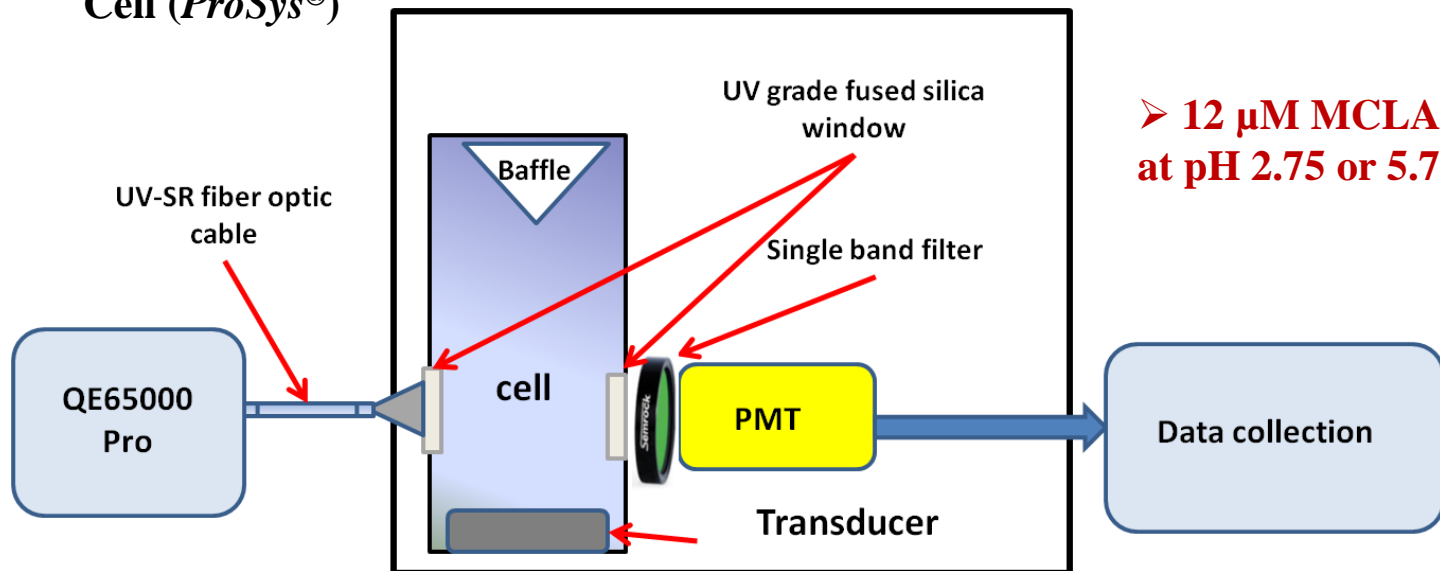 Cell (ProSys®)
UV grade fused silica
window
➢ 12 µM MCLA
at pH 2.75 or 5.7
Baffle
UV-SR fiber optic
cable
Single band filter
cell
QE65000
Pro
Semrock
PMT
Data collection
Transducer